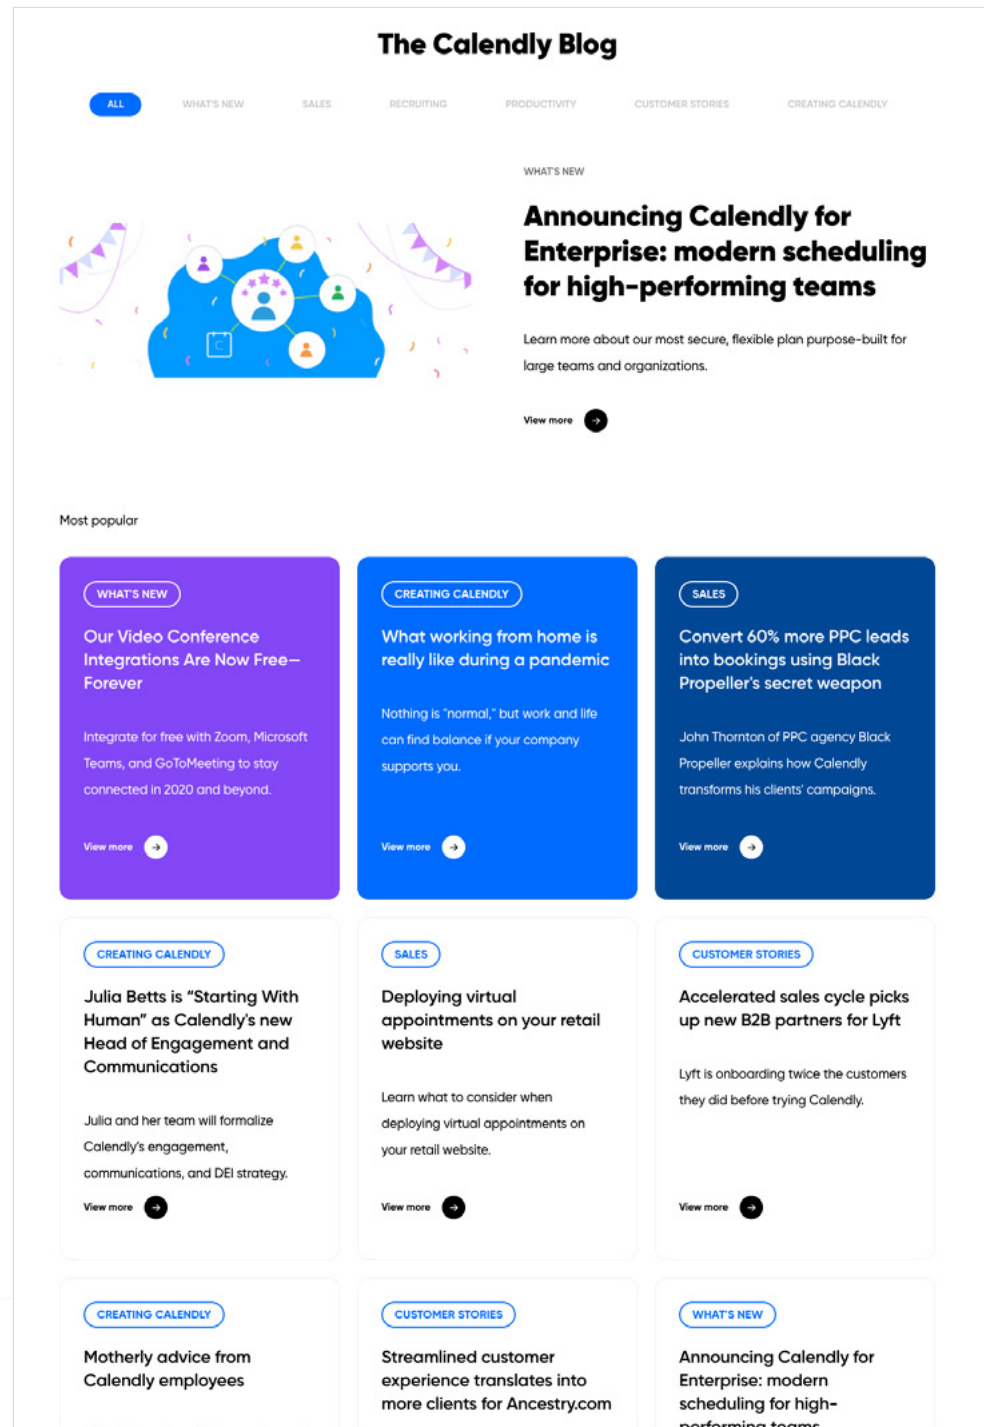 The Calendly Blog
ALL
WHAT'S NEW
SALES
RECRUITING
PRODUCTIVITY
CUSTOMER STORIES
CREATING CALENDLY
WHAT'S NEW
Announcing Calendly for
Enterprise: modern scheduling
for high-performing teams
Learn more about our most secure, flexible plan purpose-built for
large teams and organizations.
View more
Most popular
WHAT'S NEW
Our Video Conference
Integrations Are Now Free—
Forever
Integrate for free with Zoom, Microsoft
Teams, and GoToMeeting to stay
connected in 2020 and beyond.
View more
CREATING CALENDLY
What working from home is
really like during a pandemic
Nothing is "normal," but work and life
can find balance if your company
supports you.
View more
SALES
Convert 60% more PPC leads
into bookings using Black
Propeller's secret weapon
John Thornton of PPC agency Black
Propeller explains how Calendly
transforms his clients' campaigns.
View more
CREATING CALENDLY
Julia Betts is “Starting With
Human” as Calendly's new
Head of Engagement and
Communications
Julia and her team will formalize
Calendly’s engagement,
communications, and DEI strategy.
View more
SALES
Deploying virtual
appointments on your retail
website
Learn what to consider when
deploying virtual appointments on
your retail website.
View more
CUSTOMER STORIES
Accelerated sales cycle picks
up new B2B partners for Lyft
Lyft is onboarding twice the customers
they did before trying Calendly.
View more
CREATING CALENDLY
Motherly advice from
Calendly employees
CUSTOMER STORIES
Streamlined customer
experience translates into
more clients for Ancestry.com
WHAT'S NEW
Announcing Calendly for
Enterprise: modern
scheduling for high-
performing teams